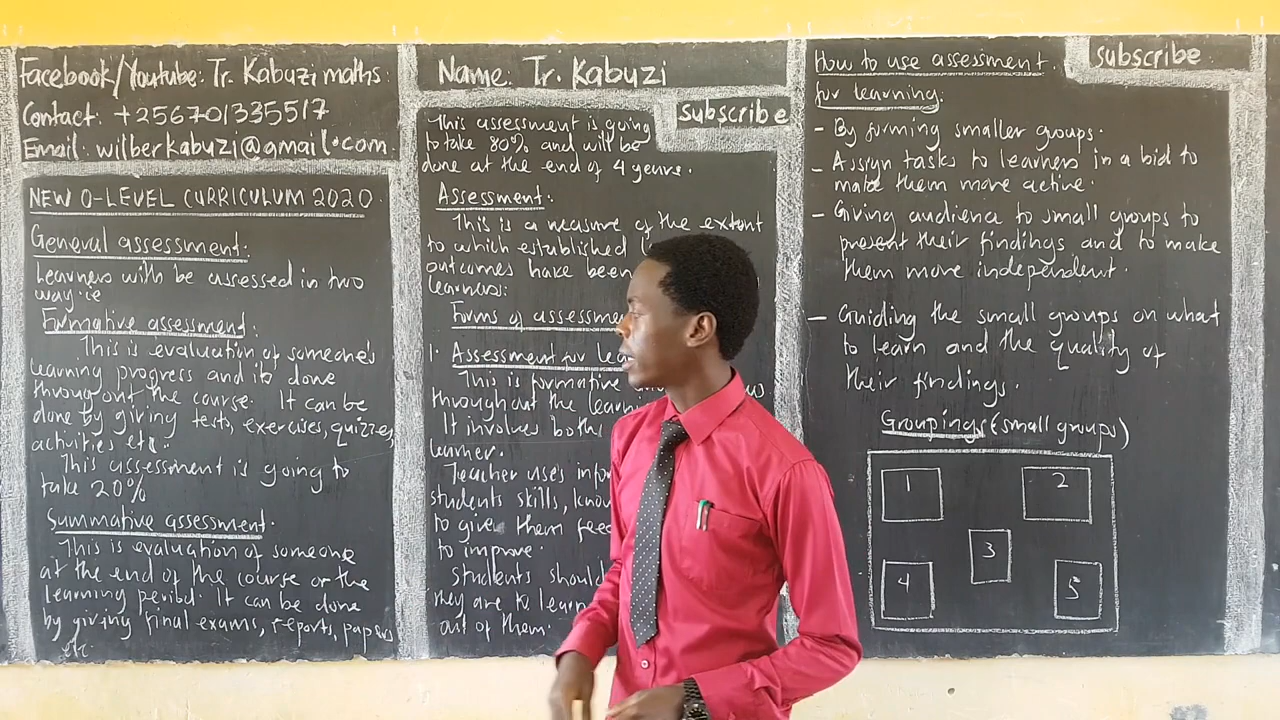 Facebook/Youtube: Tr. Kabuzi maths
Contact: +256701335517
Email: wilberkabuzi@gmail.com
NEW O-LEVEL CURRICULUM 2020
General assessment:
Learners with be assessed in two
way. ie
Formative assessment:
This is evaluation of someone's
learning progress and it is done
throughout the course. It can be
done by giving tests, exercises, quizzes,
activities etc.
This assessment is going to
take 20%
Summative assessment.
This is evaluation of someone
at the end of the course or the
learning period. It can be done
by giving final exams, reports, papers
etc.
Name: Tr. Kabuzi
subscribe
This assessment is going
to take 80% and will be
done at the end of 4 years.
Assessment:
This is a measure of the extent
to which established
outcomes have been
learners:
Forms of
1. Assessment for
This is formative
throughout the
It involves both
learner.
Teacher uses
students skills,
to give them
to improve.
students should
they are to learn
out of them.
How to use assessment
for learning:
subscribe
- By forming smaller groups.
- Assign tasks to learners in a bid to
make them more active.
- Giving audience to small groups to
present their findings and to make
them more independent.
- Guiding the small groups on what
to learn and the quality of
their findings.
Groupings (small groups)
1 2
3
4 5